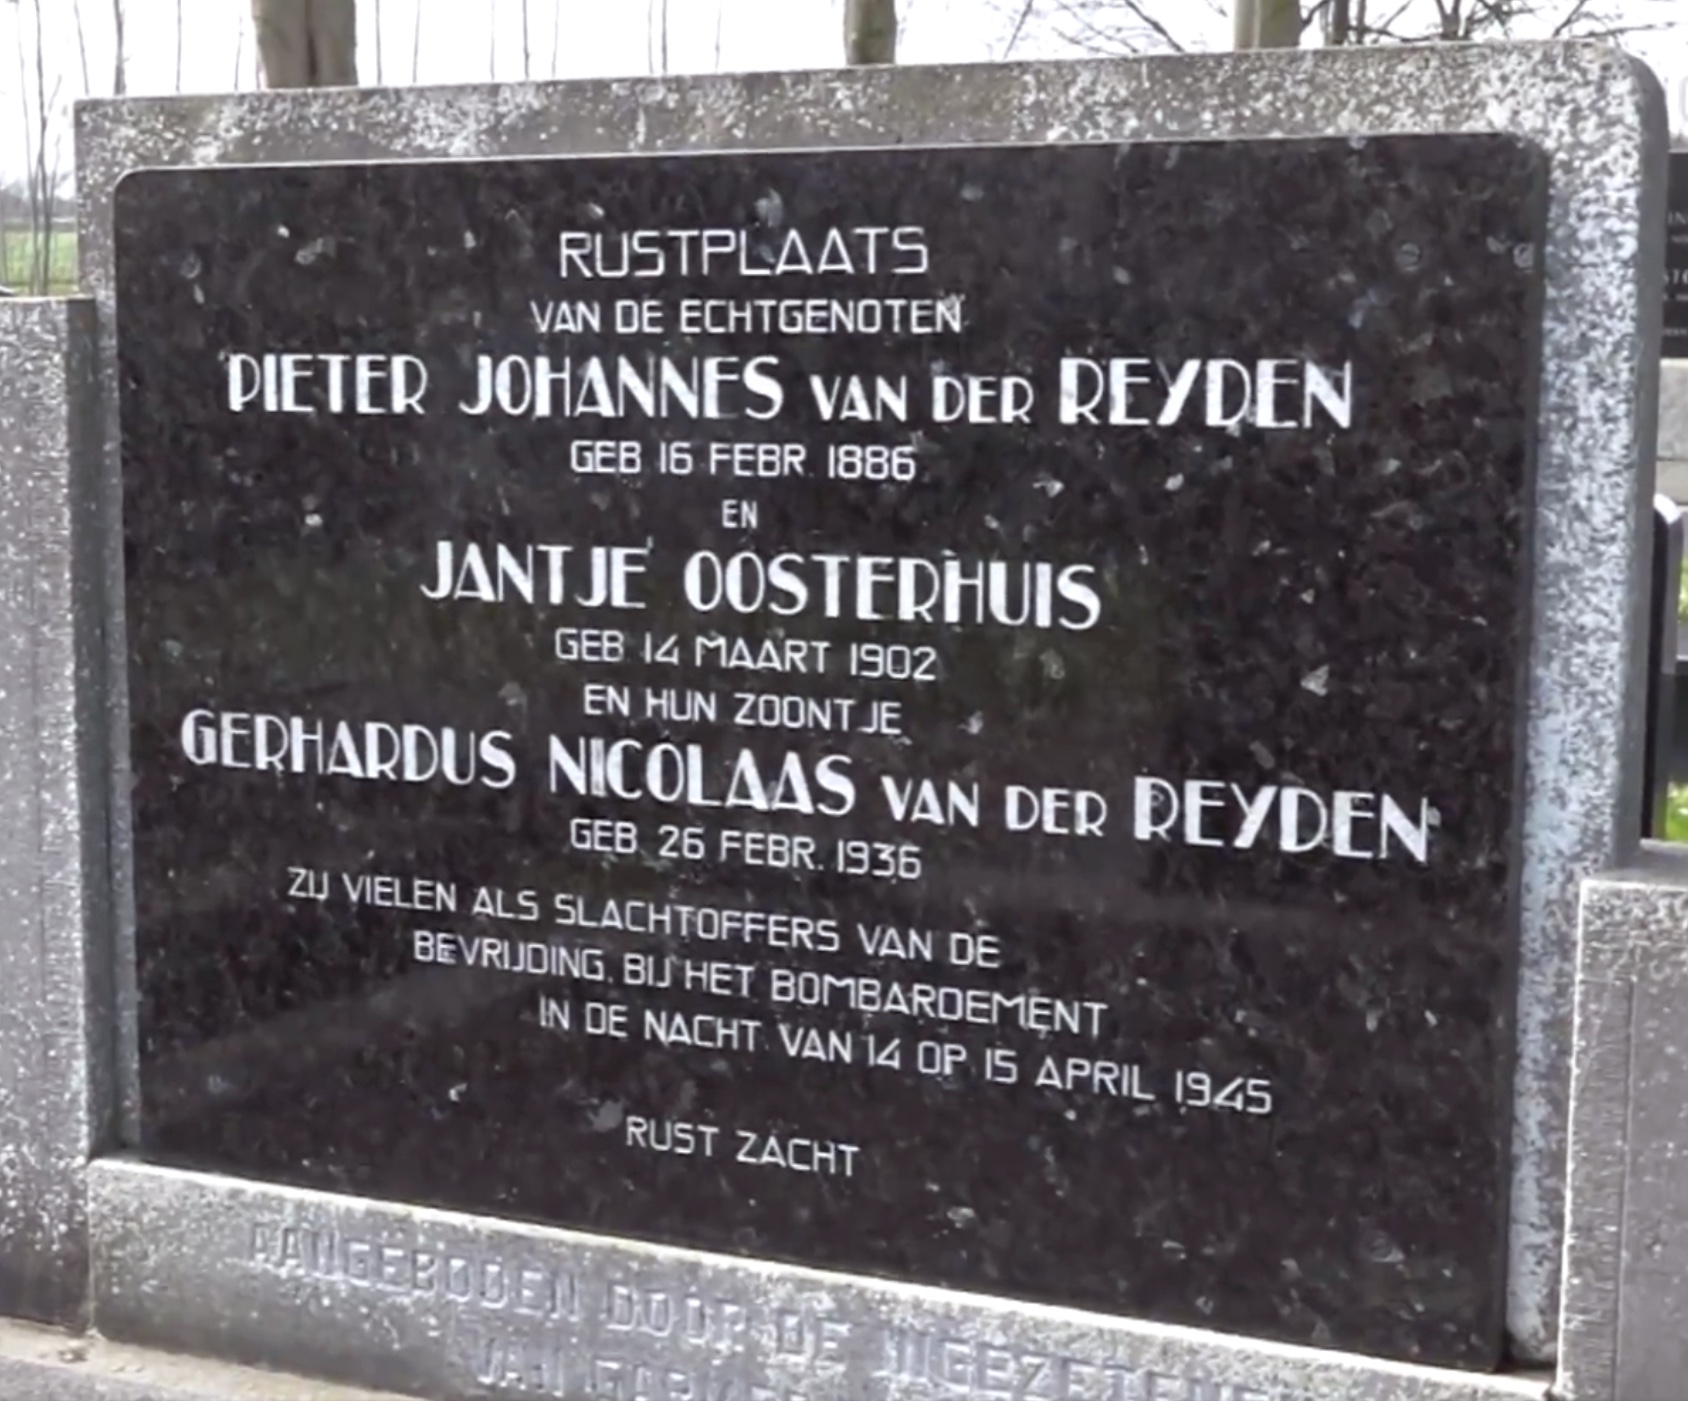 RUSTPLAATS
VAN DE ECHTGENOTEN
PIETER JOHANNES VAN DER REYDEN
GEB 16 FEBR. 1886
EN
JANTJE OOSTERHUIS
GEB 14 MAART 1902
EN HUN ZOONTJE
GERHARDUS NICOLAAS VAN DER REYDEN
GEB. 26 FEBR. 1936
ZIJ VIELEN ALS SLACHTOFFERS VAN DE
BEVRIJDING, BIJ HET BOMBARDEMENT
IN DE NACHT VAN 14 OP 15 APRIL 1945
RUST ZACHT
AANGEBODEN DOOR DE INGEZETENEN
VAN